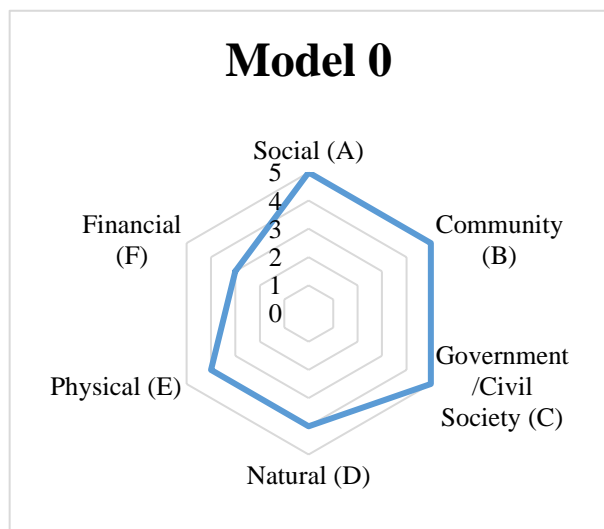 Model 0
Social (A)
5
4
3
2
1
0
Financial
(F)
Community
(B)
Physical (E)
Government
/Civil
Society (C)
Natural (D)